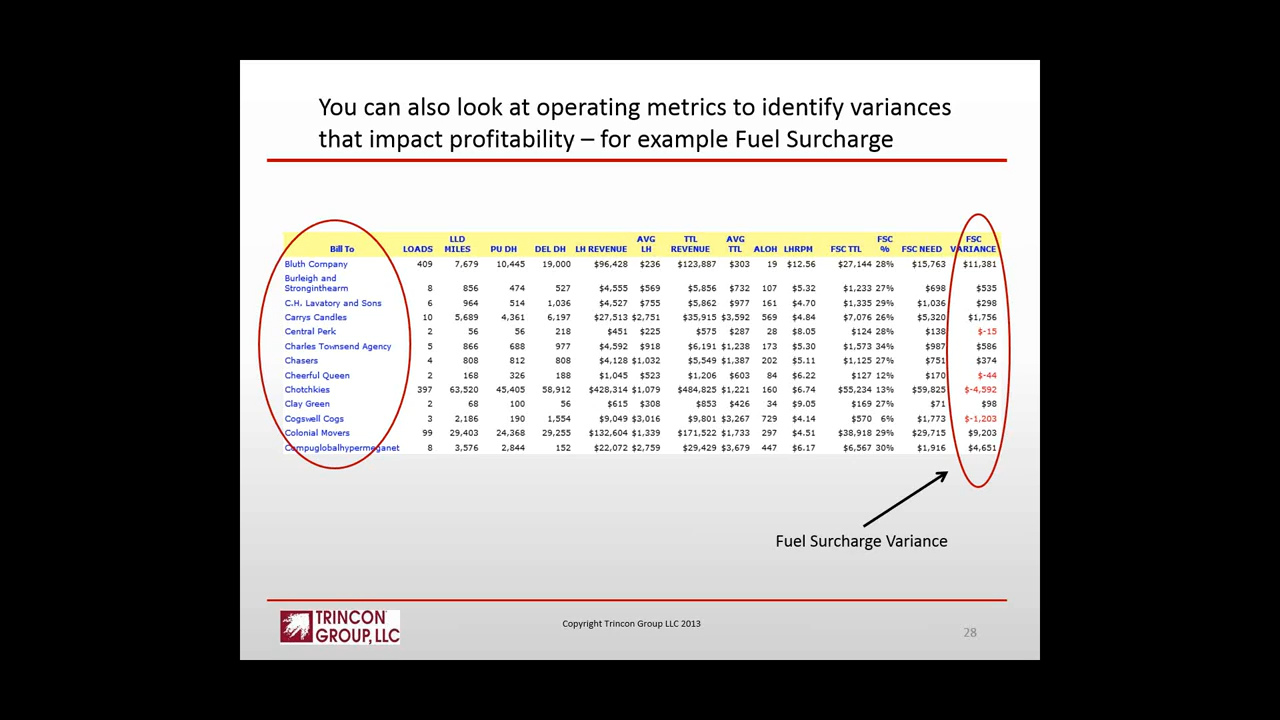 You can also look at operating metrics to identify variances
that impact profitability – for example Fuel Surcharge
Bill To LOADS LLD MILES PU DH DEL DH LH REVENUE AVG LH TTL REVENUE AVG TTL ALOH LHRPM FSC TTL FSC % FSC NEED FSC VARIANCE
Bluth Company 409 7,679 10,445 19,000 $96,428 $236 $123,887 $303 19 $12.56 $27,144 28% $15,763 $11,381
Burleigh and
Stronginthearm 8 856 474 527 $4,555 $569 $5,856 $732 107 $5.32 $1,233 27% $698 $535
C.H. Lavatory and Sons 6 964 514 1,036 $4,527 $755 $5,862 $977 161 $4.70 $1,335 29% $1,036 $298
Carrys Candles 10 5,689 4,361 6,197 $27,513 $2,751 $35,915 $3,592 569 $4.84 $7,076 26% $5,320 $1,756
Central Perk 2 56 56 218 $451 $225 $575 $287 28 $8.05 $124 28% $138 $-15
Charles Townsend Agency 5 866 688 977 $4,592 $918 $6,191 $1,238 173 $5.30 $1,573 34% $987 $586
Chasers 4 808 812 808 $4,128 $1,032 $5,549 $1,387 202 $5.11 $1,125 27% $751 $374
Cheerful Queen 2 168 326 188 $1,045 $523 $1,206 $603 84 $6.22 $127 12% $170 $-44
Chotchkies 397 63,520 45,405 58,912 $428,314 $1,079 $484,825 $1,221 160 $6.74 $55,234 13% $59,825 $-4,592
Clay Green 2 68 100 56 $615 $308 $853 $426 34 $9.05 $169 27% $71 $98
Cogswell Cogs 3 2,186 190 1,554 $9,049 $3,016 $9,801 $3,267 729 $4.14 $570 6% $1,773 $-1,203
Colonial Movers 99 29,403 24,368 29,255 $132,604 $1,339 $171,522 $1,733 297 $4.51 $38,918 29% $29,715 $9,203
Compuglobalhypermeganet 8 3,576 2,844 152 $22,072 $2,759 $29,429 $3,679 447 $6.17 $6,567 30% $1,916 $4,651
Fuel Surcharge Variance
TRINCON
GROUP, LLC
Copyright Trincon Group LLC 2013
28